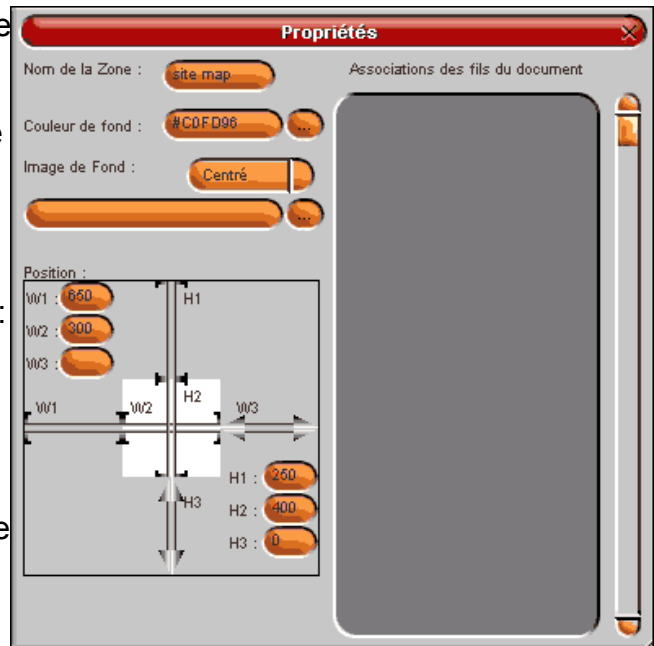 Propriétés
Nom de la Zone : site map
Associations des fils du document
Couleur de fond : #C0FD96 ...
Image de Fond : Centré
...
Position :
W1 : 650
H1
W2 : 300
W3 :
W1 W2 H2 W3
H1 : 250
H3
H2 : 400
H3 : 0
e
e
:
e